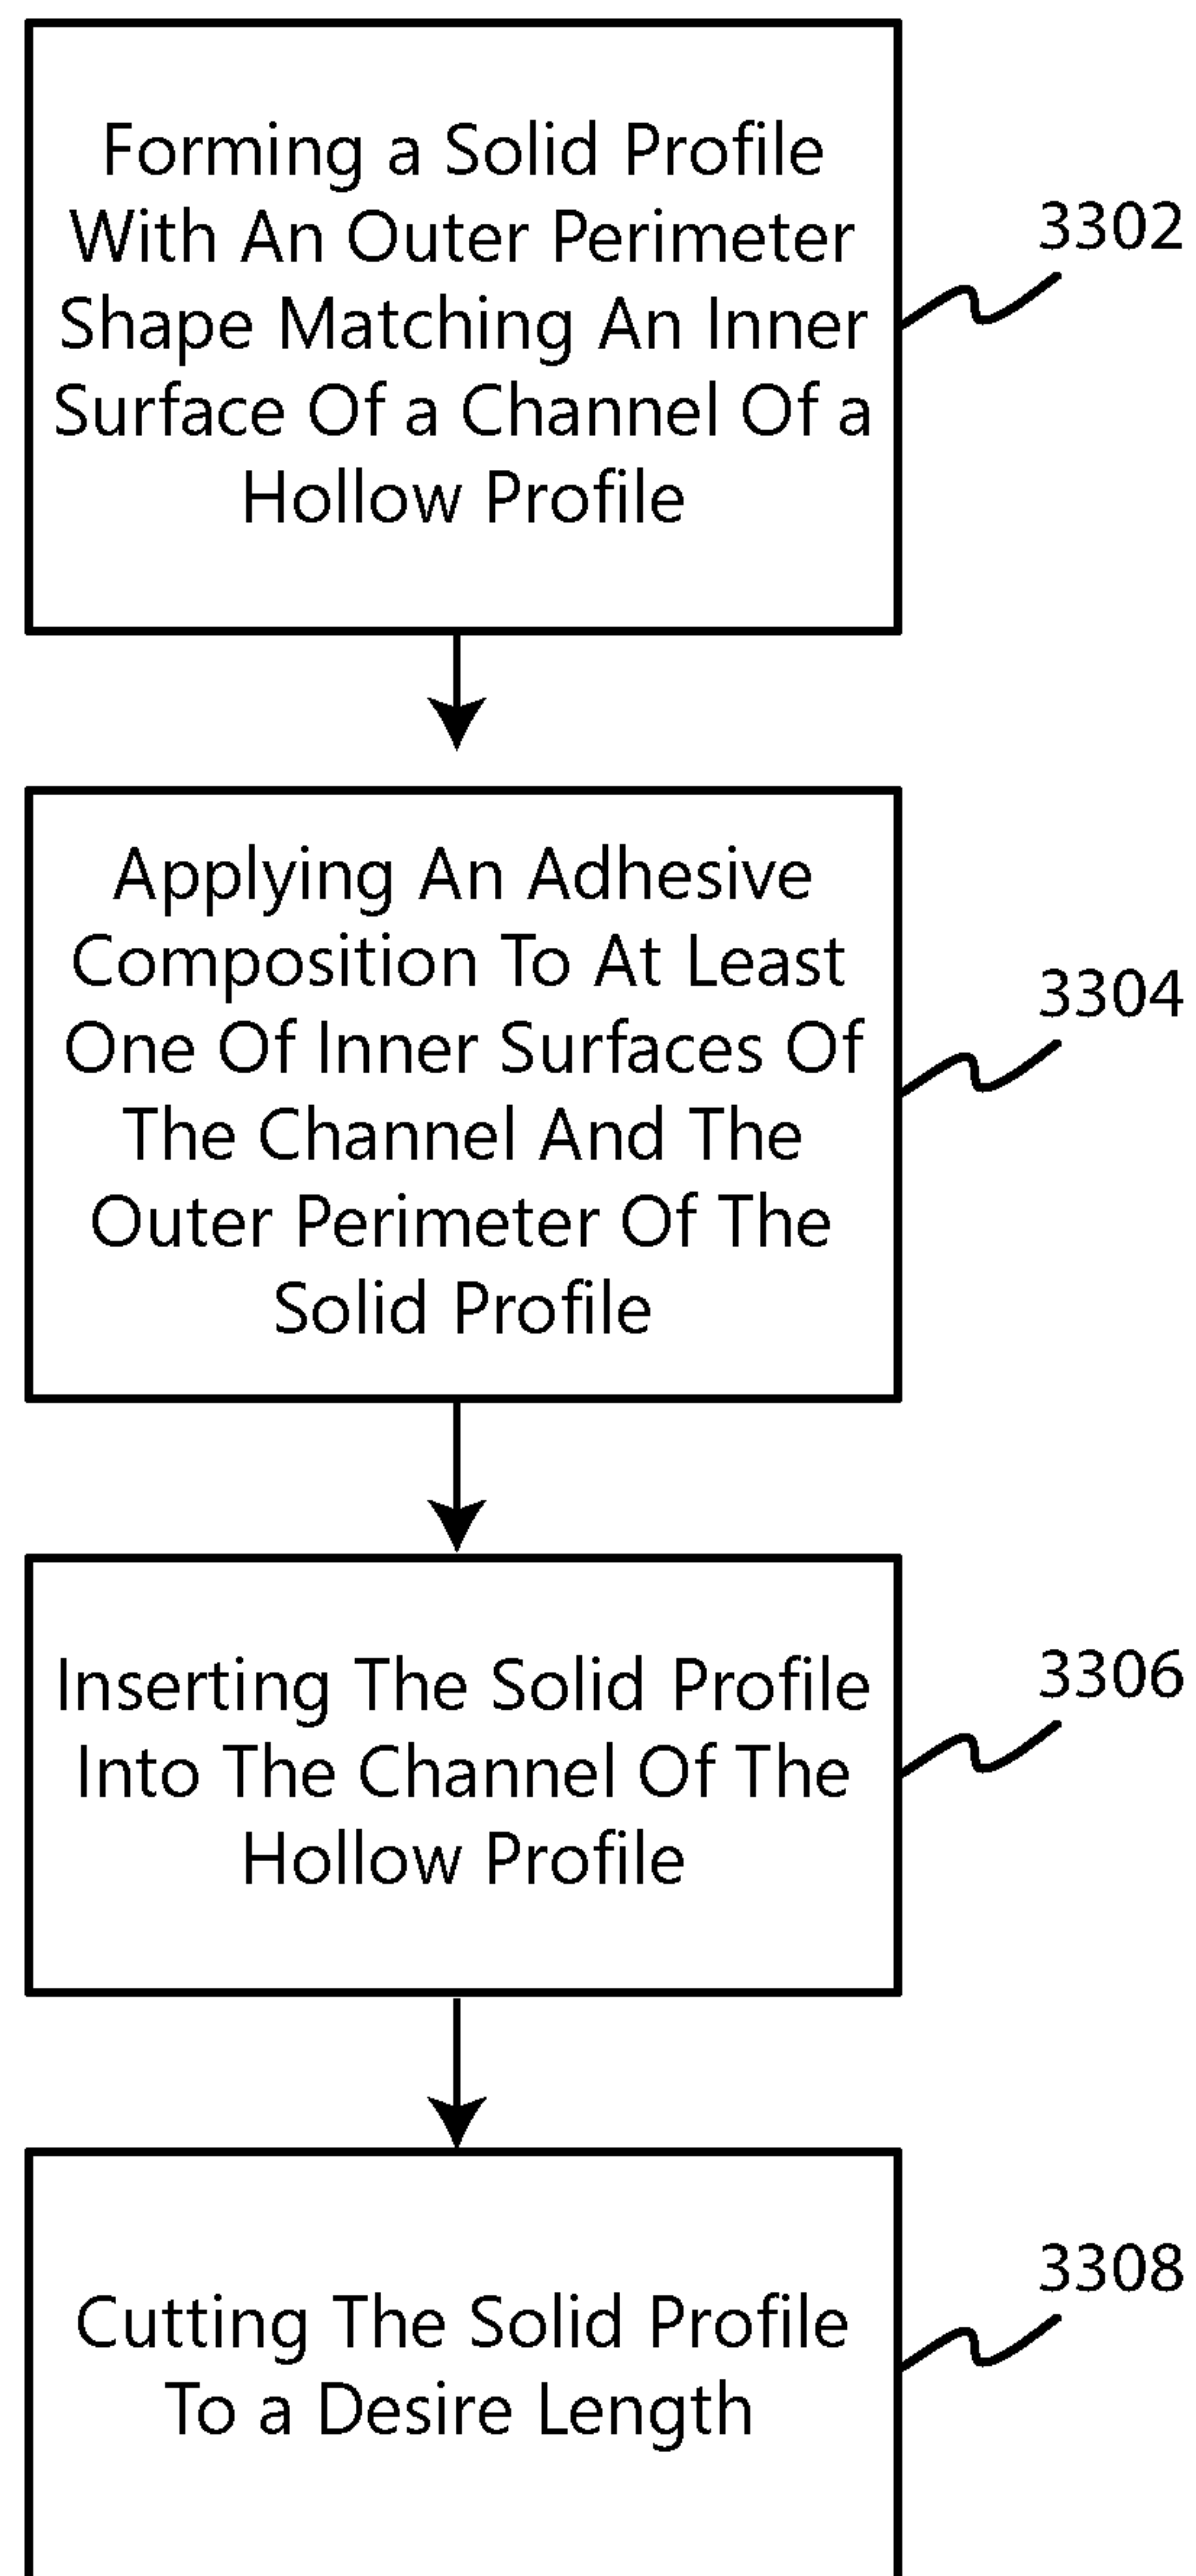 Forming a Solid Profile
With An Outer Perimeter
Shape Matching An Inner
Surface Of a Channel Of a
Hollow Profile
3302
Applying An Adhesive
Composition To At Least
One Of Inner Surfaces Of
The Channel And The
Outer Perimeter Of The
Solid Profile
3304
Inserting The Solid Profile
Into The Channel Of The
Hollow Profile
3306
Cutting The Solid Profile
To a Desire Length
3308